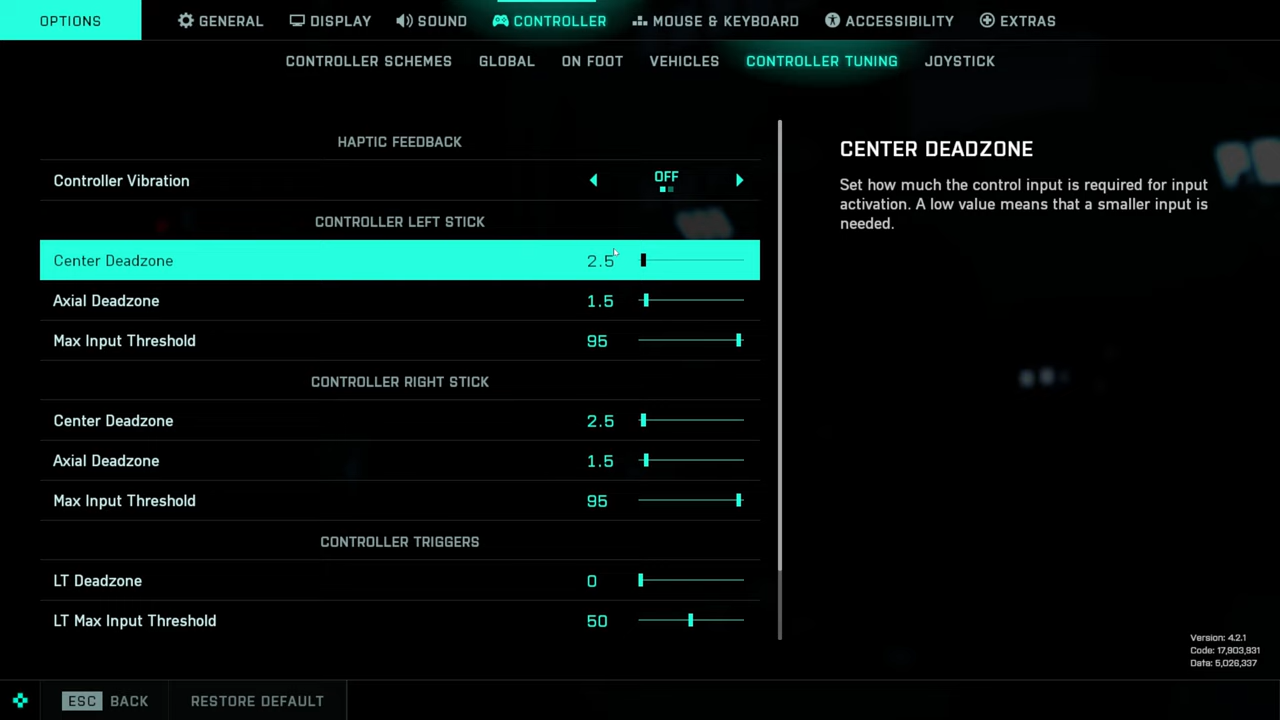 OPTIONS GENERAL DISPLAY SOUND CONTROLLER MOUSE & KEYBOARD ACCESSIBILITY EXTRAS
CONTROLLER SCHEMES GLOBAL ON FOOT VEHICLES CONTROLLER TUNING JOYSTICK
HAPTIC FEEDBACK
Controller Vibration OFF
CONTROLLER LEFT STICK
Center Deadzone 2.5
Axial Deadzone 1.5
Max Input Threshold 95
CONTROLLER RIGHT STICK
Center Deadzone 2.5
Axial Deadzone 1.5
Max Input Threshold 95
CONTROLLER TRIGGERS
LT Deadzone 0
LT Max Input Threshold 50
CENTER DEADZONE
Set how much the control input is required for input
activation. A low value means that a smaller input is
needed.
Version: 4.2.1
Code: 17,903,931
Data: 5,026,337
ESC BACK RESTORE DEFAULT